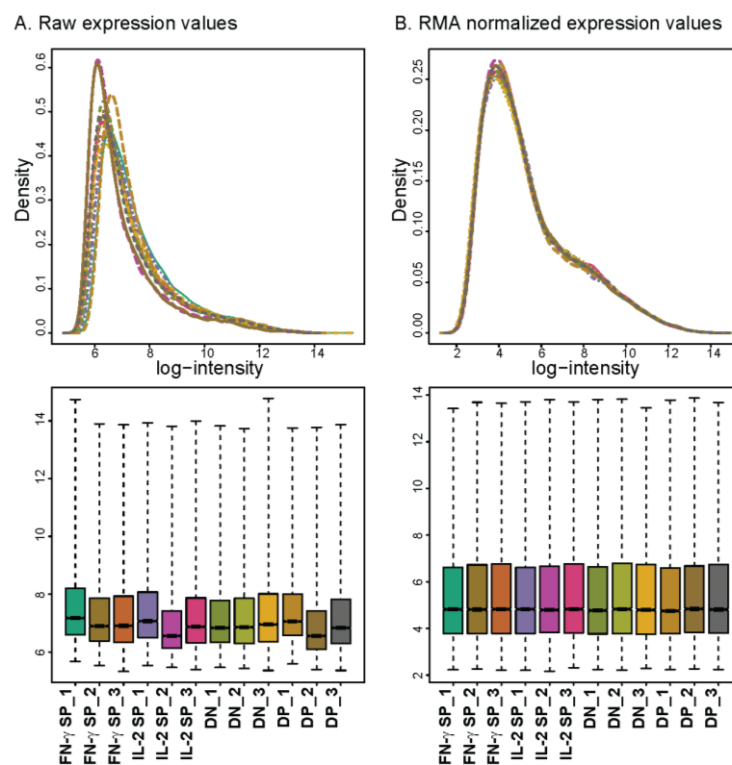 A. Raw expression values
B. RMA normalized expression values
Density
0.0 0.1 0.2 0.3 0.4 0.5 0.6
6 8 10 12 14
log-intensity
Density
0.00 0.05 0.10 0.15 0.20 0.25
2 4 6 8 10 12 14
log-intensity
6 8 10 12 14
FN-γ SP_1
FN-γ SP_2
FN-γ SP_3
IL-2 SP_1
IL-2 SP_2
IL-2 SP_3
DN_1
DN_2
DN_3
DP_1
DP_2
DP_3
2 4 6 8 10 12 14
FN-γ SP_1
FN-γ SP_2
FN-γ SP_3
IL-2 SP_1
IL-2 SP_2
IL-2 SP_3
DN_1
DN_2
DN_3
DP_1
DP_2
DP_3